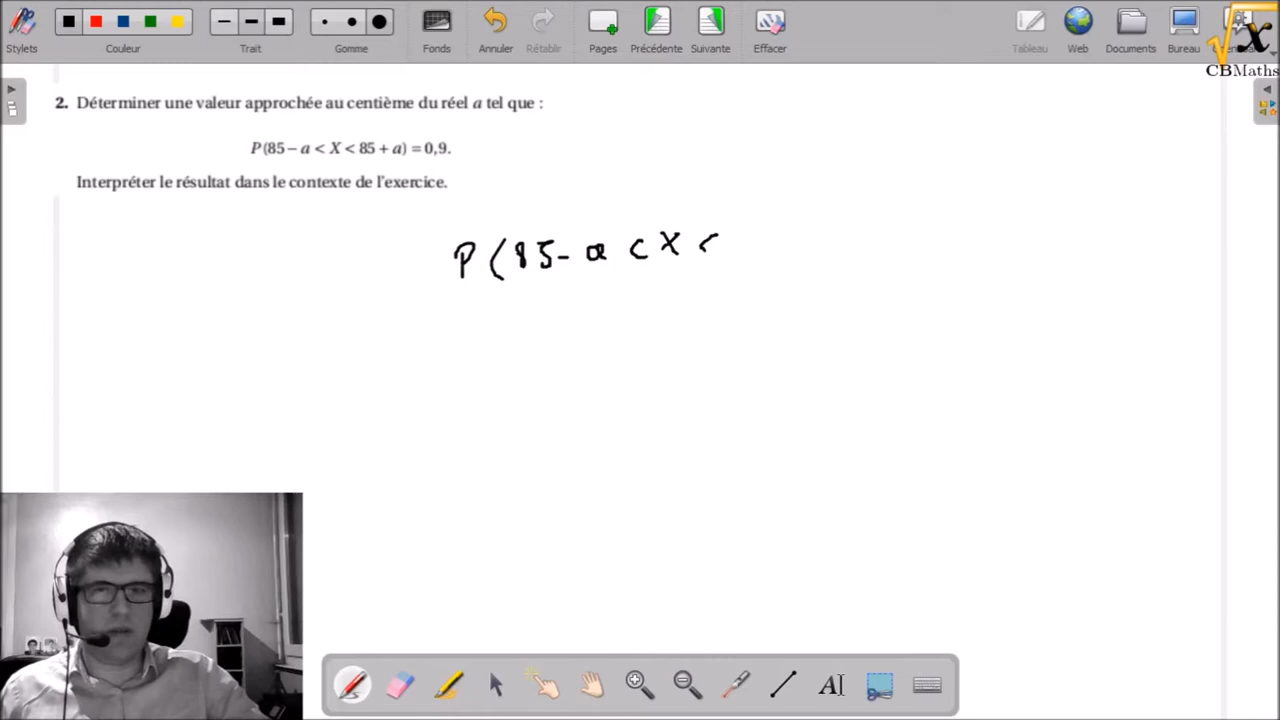 Stylets Couleur Trait Gomme Fonds Annuler Rétablir Pages Précédente Suivante Effacer Tableau Web Documents Bureau
CBMaths
2. Déterminer une valeur approchée au centième du réel a tel que :
P(85 − a < X < 85 + a) = 0,9.
Interpréter le résultat dans le contexte de l'exercice.
P(85 - a < X <
AI